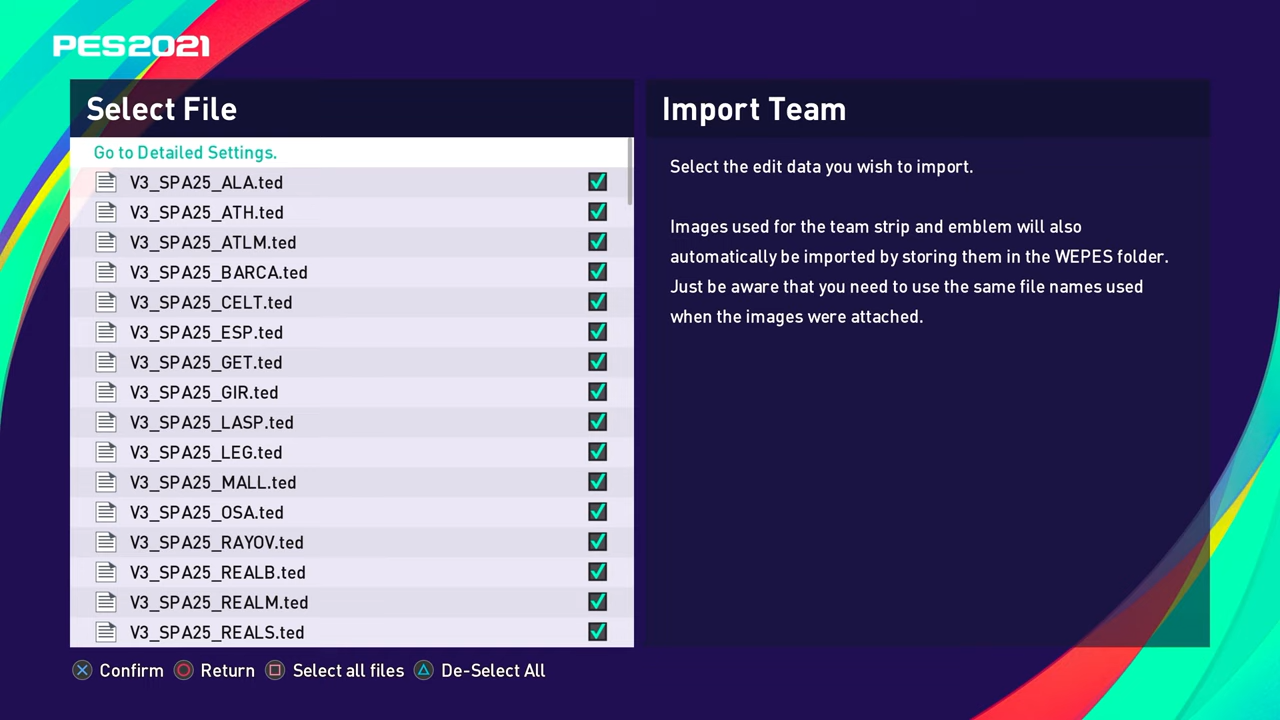 PES2021
Select File
Go to Detailed Settings.
V3_SPA25_ALA.ted
V3_SPA25_ATH.ted
V3_SPA25_ATLM.ted
V3_SPA25_BARCA.ted
V3_SPA25_CELT.ted
V3_SPA25_ESP.ted
V3_SPA25_GET.ted
V3_SPA25_GIR.ted
V3_SPA25_LASP.ted
V3_SPA25_LEG.ted
V3_SPA25_MALL.ted
V3_SPA25_OSA.ted
V3_SPA25_RAYOV.ted
V3_SPA25_REALB.ted
V3_SPA25_REALM.ted
V3_SPA25_REALS.ted
Import Team
Select the edit data you wish to import.
Images used for the team strip and emblem will also
automatically be imported by storing them in the WEPES folder.
Just be aware that you need to use the same file names used
when the images were attached.
Confirm Return Select all files De-Select All